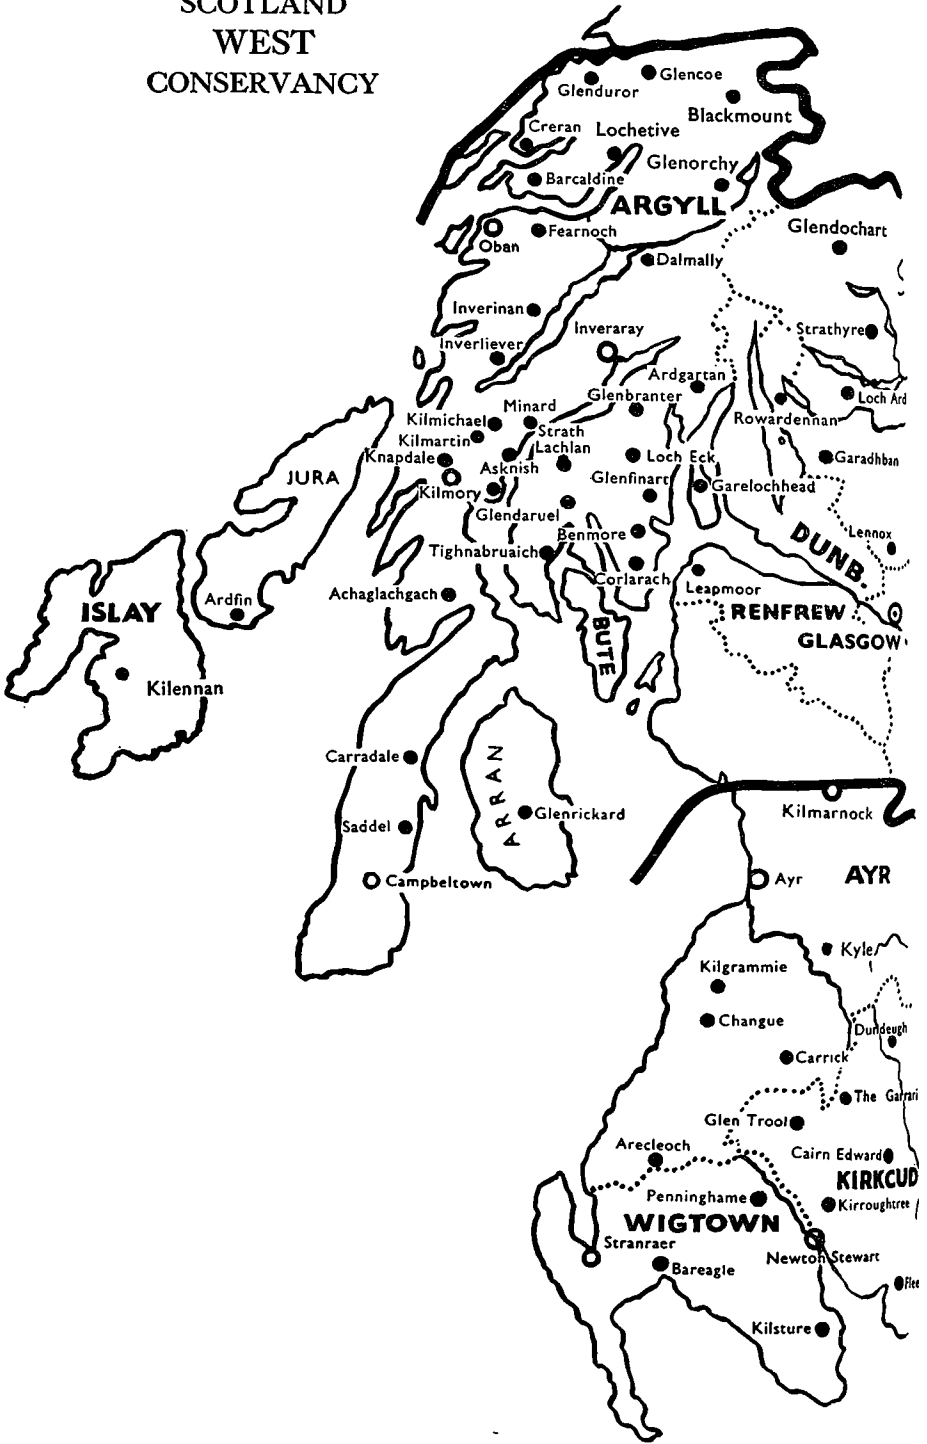 SCOTLAND
WEST
CONSERVANCY
Glencoe
Glenduror
Blackmount
Creran
Lochetive
Glenorchy
Barcaldine
ARGYLL
Fearnoch
Oban
Glendochart
Dalmally
Inverinan
Inveraray
Strathyre
Inverliever
Ardgartan
Glenbranter
Loch Ard
Minard
Rowardennan
Kilmichael
Strath
Lachlan
Kilmartin
Knapdale
Asknish
Loch Eck
Garadhban
JURA
Kilmory
Glenfinart
Garelochhead
Glendaruel
Benmore
DUNB.
Lennox
Tighnabruaich
Corlarach
Leapmoor
Achaglachgach
Ardfin
ISLAY
BUTE
RENFREW
GLASGOW
Kilennan
Carradale
ARRAN
Glenrickard
Kilmarnock
Saddel
Campbeltown
Ayr
AYR
Kyle
Kilgrammie
Changue
Dundeugh
Carrick
The Garrari
Glen Trool
Arecleoch
Cairn Edward
KIRKCUD
Penninghame
Kirroughtree
WIGTOWN
Stranraer
Newton Stewart
Bareagle
Flee
Kilsture